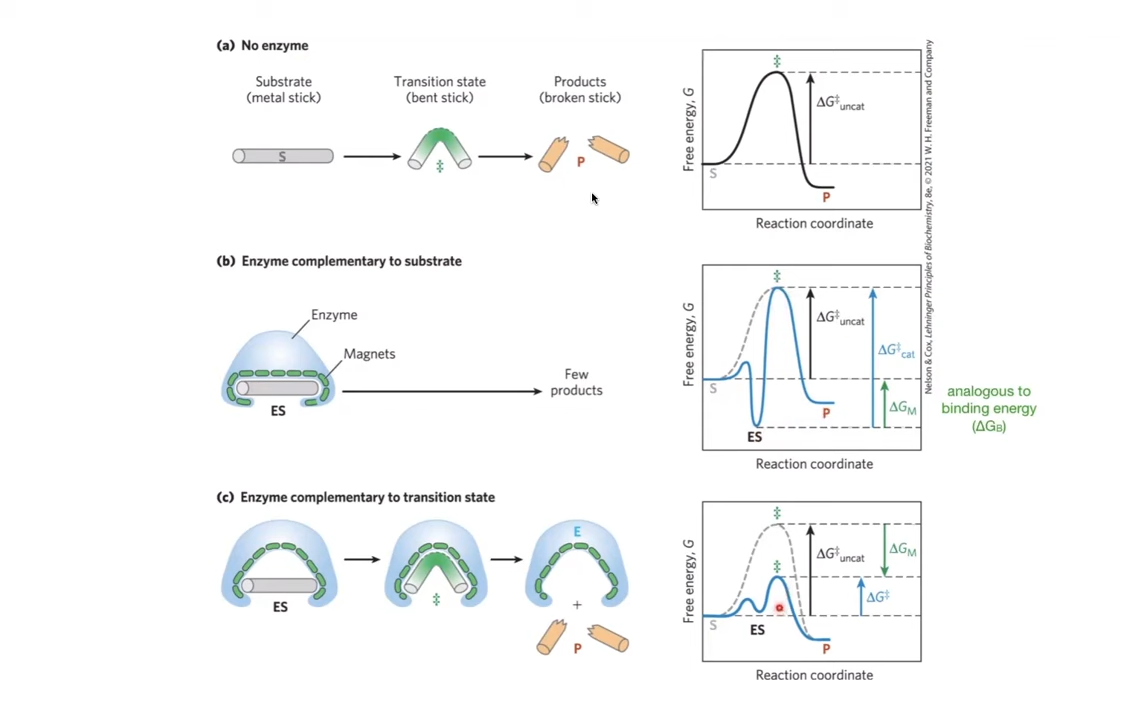 (a) No enzyme
Substrate
(metal stick)
Transition state
(bent stick)
Products
(broken stick)
S
‡
P
Free energy, G
‡
ΔG‡uncat
S
P
Reaction coordinate
(b) Enzyme complementary to substrate
Enzyme
Magnets
ES
Few
products
Free energy, G
‡
ΔG‡uncat
ΔG‡cat
ΔGM
S
P
ES
Reaction coordinate
analogous to
binding energy
(ΔGB)
(c) Enzyme complementary to transition state
ES
‡
E
+
P
Free energy, G
‡
‡
ΔG‡uncat
ΔGM
ΔG‡
S
ES
P
Reaction coordinate
Nelson & Cox, Lehninger Principles of Biochemistry, 8e, © 2021 W. H. Freeman and Company